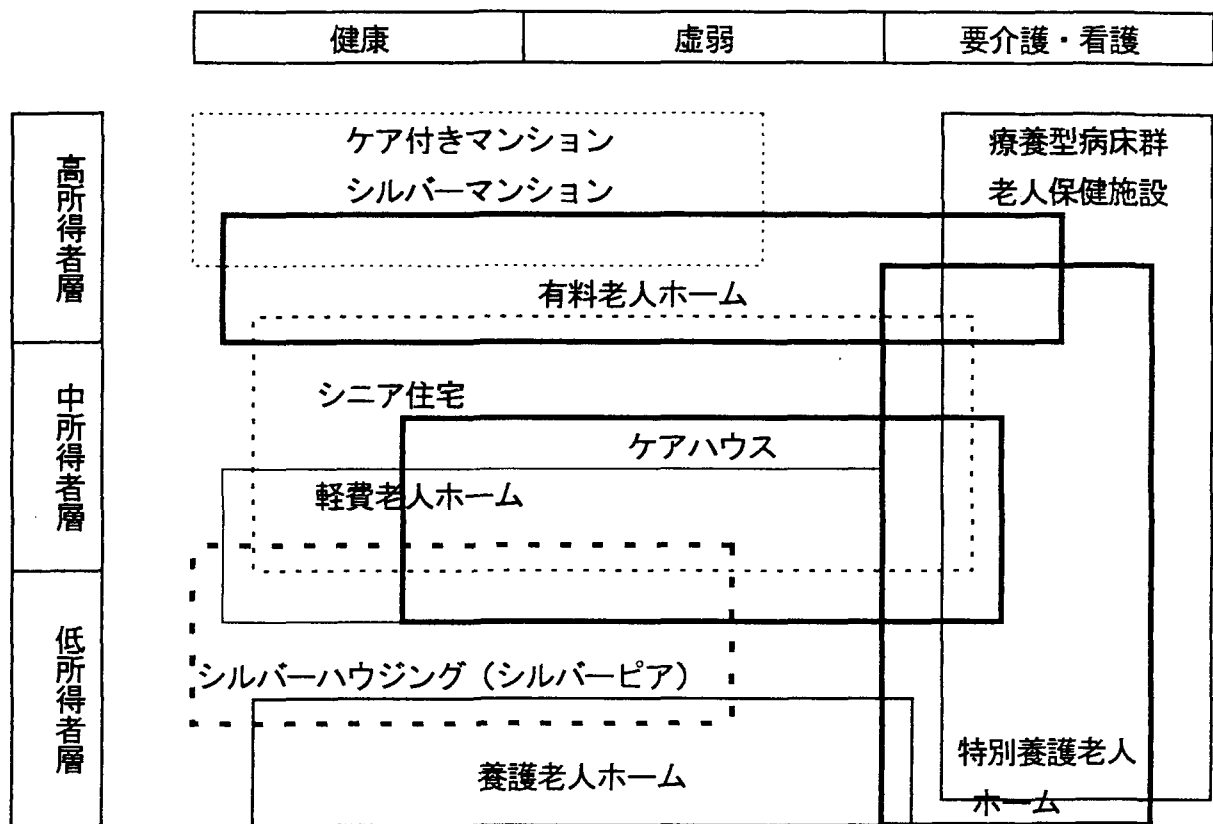 健康 虚弱 要介護・看護
高所得者層
中所得者層
低所得者層
ケア付きマンション
シルバーマンション
療養型病床群
老人保健施設
有料老人ホーム
シニア住宅
ケアハウス
軽費老人ホーム
シルバーハウジング（シルバーピア）
養護老人ホーム
特別養護老人
ホーム